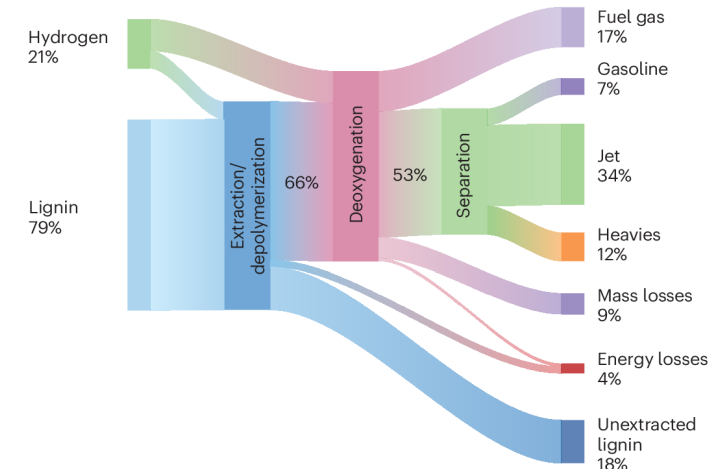 Hydrogen
21%
Lignin
79%
Extraction/
depolymerization
66%
Deoxygenation
53%
Separation
Fuel gas
17%
Gasoline
7%
Jet
34%
Heavies
12%
Mass losses
9%
Energy losses
4%
Unextracted
lignin
18%